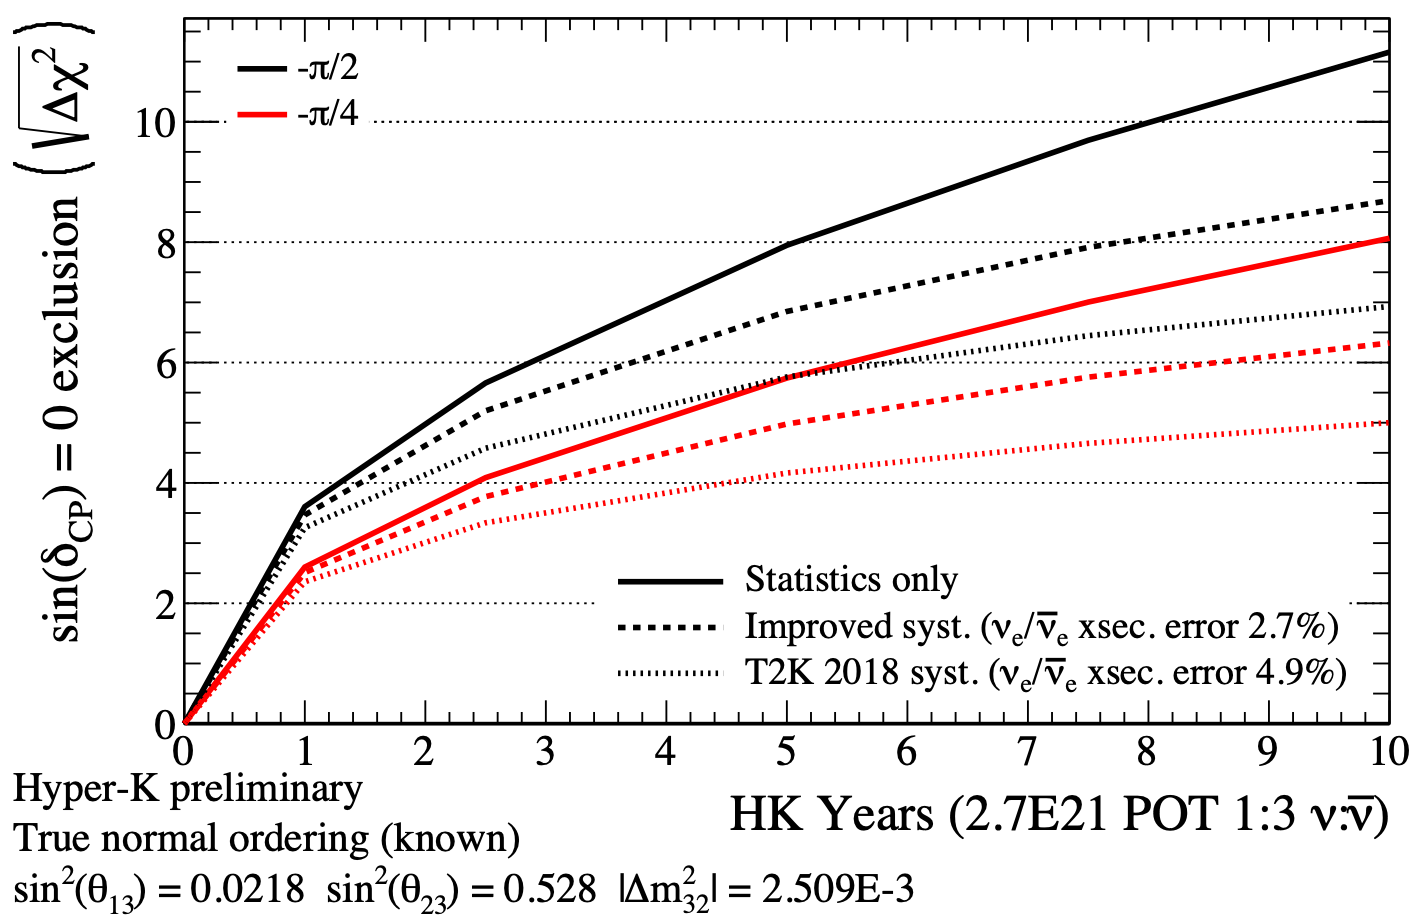 sin(δCP) = 0 exclusion (√Δχ²)
-π/2
-π/4
10
8
6
4
2
0
Statistics only
Improved syst. (νe/ν̅e xsec. error 2.7%)
T2K 2018 syst. (νe/ν̅e xsec. error 4.9%)
0 1 2 3 4 5 6 7 8 9 10
HK Years (2.7E21 POT 1:3 ν:ν̅)
Hyper-K preliminary
True normal ordering (known)
sin²(θ13) = 0.0218 sin²(θ23) = 0.528 |Δm²32| = 2.509E-3